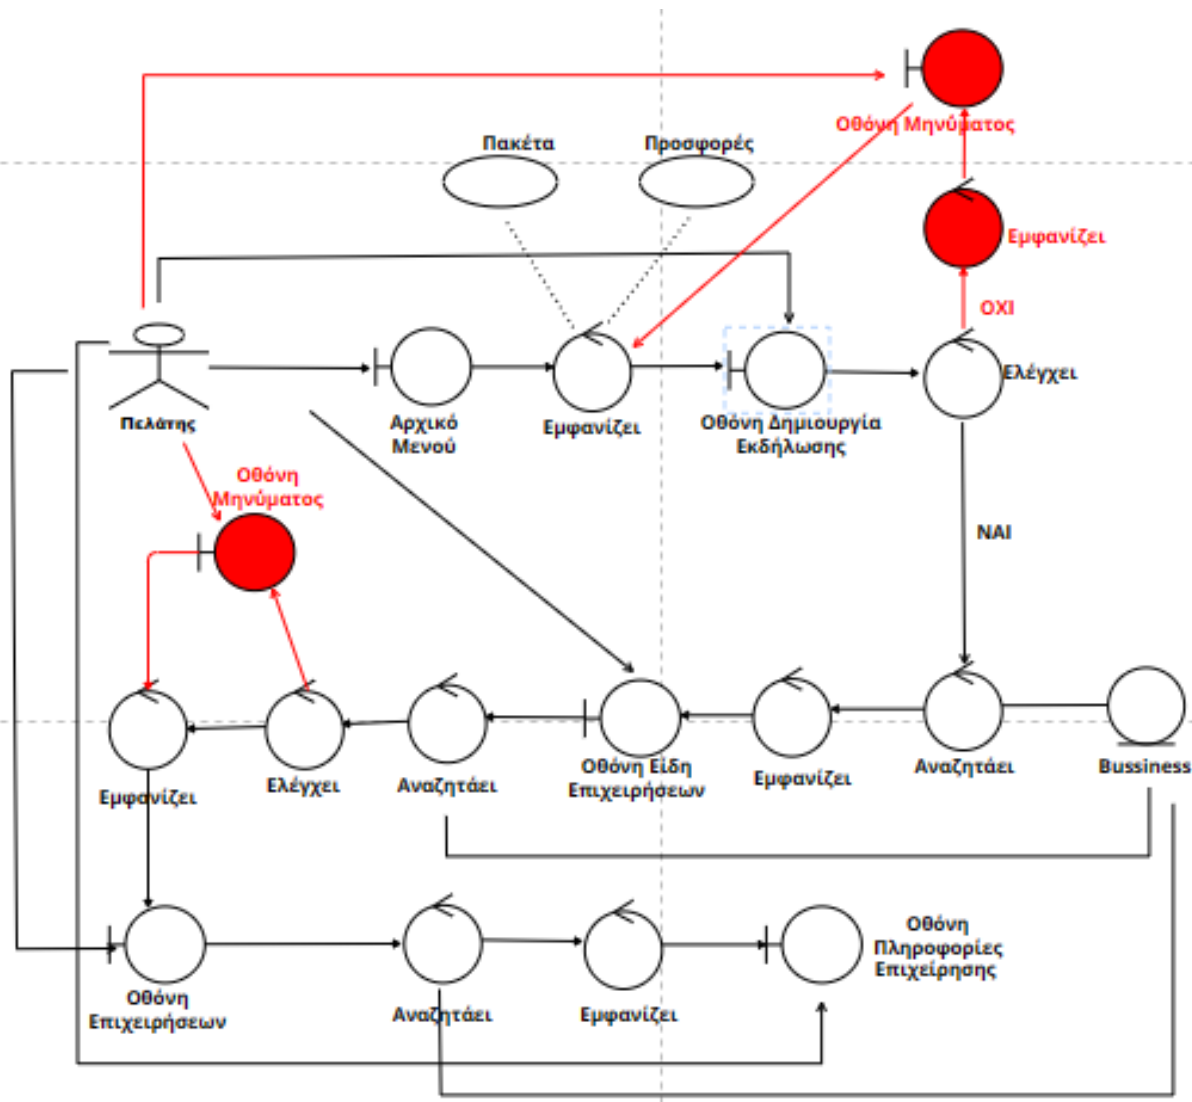 Οθόνη Μηνύματος
Πακέτα
Προσφορές
Εμφανίζει
ΟΧΙ
Ελέγχει
Πελάτης
Αρχικό
Μενού
Εμφανίζει
Οθόνη Δημιουργία
Εκδήλωσης
Οθόνη
Μηνύματος
ΝΑΙ
Εμφανίζει
Ελέγχει
Αναζητάει
Οθόνη Είδη
Επιχειρήσεων
Εμφανίζει
Αναζητάει
Bussiness
Οθόνη
Πληροφορίες
Επιχείρησης
Οθόνη
Επιχειρήσεων
Αναζητάει
Εμφανίζει